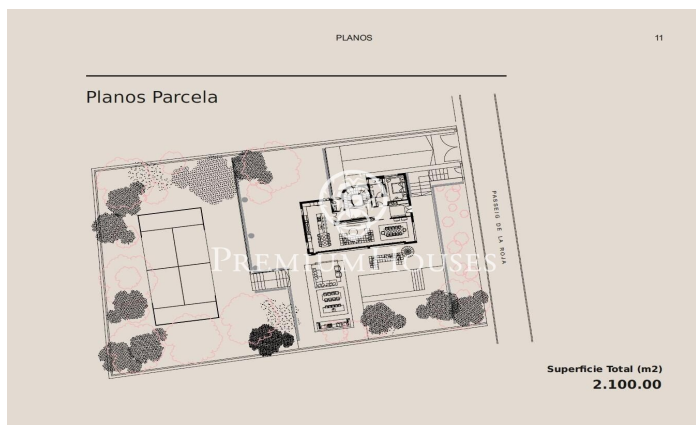 PLANOS
11
Planos Parcela
PASSEIG DE LA ROJA
PREMIUM HOUSES
Superficie Total (m2)
2.100.00